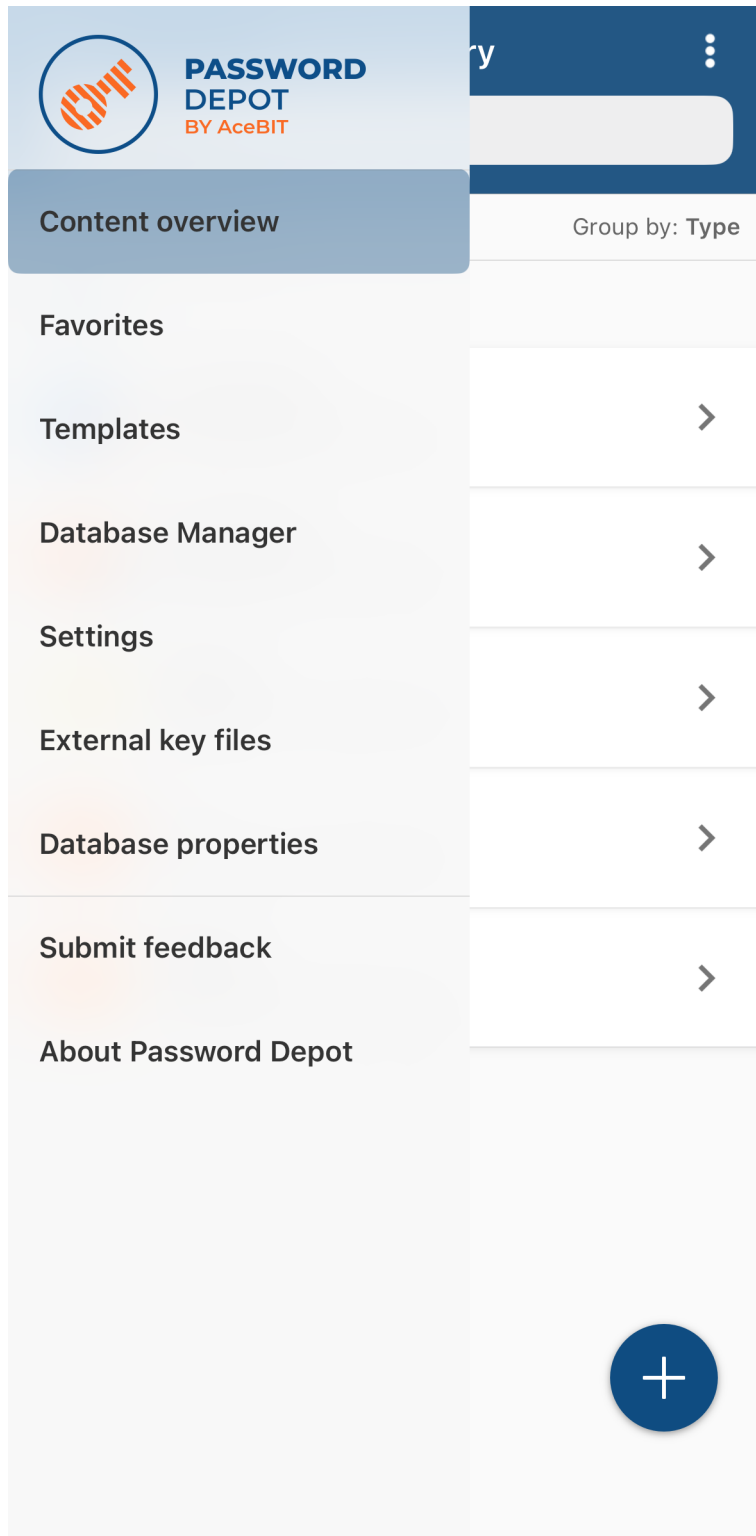 PASSWORD
DEPOT
BY AceBIT
ry
Group by: Type
Content overview
Favorites
Templates
Database Manager
Settings
External key files
Database properties
Submit feedback
About Password Depot